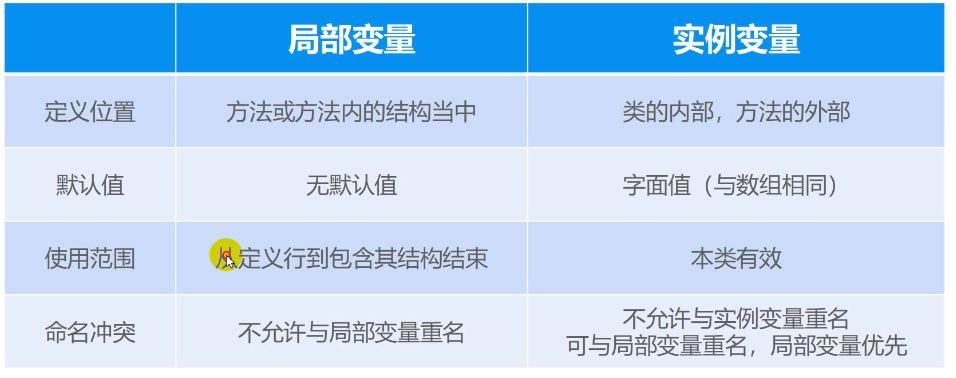 局部变量 实例变量
定义位置 方法或方法内的结构当中 类的内部，方法的外部
默认值 无默认值 字面值（与数组相同）
使用范围 从定义行到包含其结构结束 本类有效
命名冲突 不允许与局部变量重名 不允许与实例变量重名
可与局部变量重名，局部变量优先